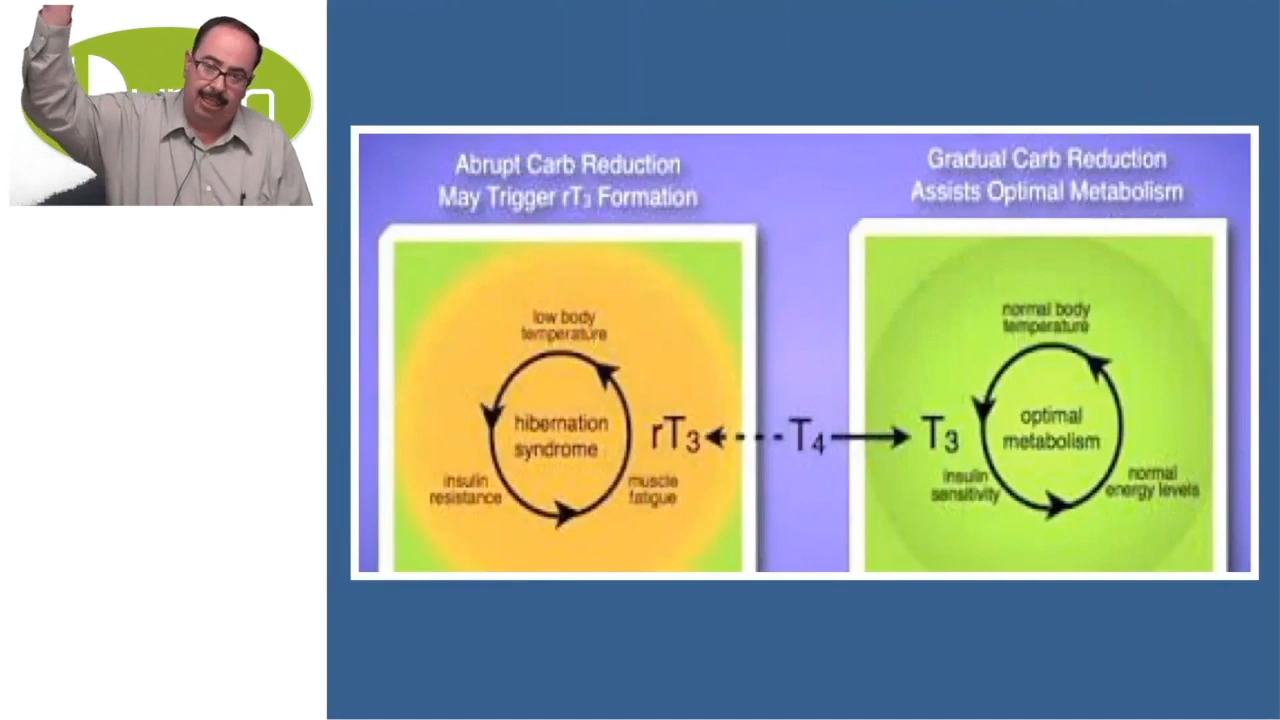 Abrupt Carb Reduction
May Trigger rT₃ Formation
low body
temperature
hibernation
syndrome
insulin
resistance
muscle
fatigue
rT₃
T₄
T₃
Gradual Carb Reduction
Assists Optimal Metabolism
normal body
temperature
optimal
metabolism
insulin
sensitivity
normal
energy levels